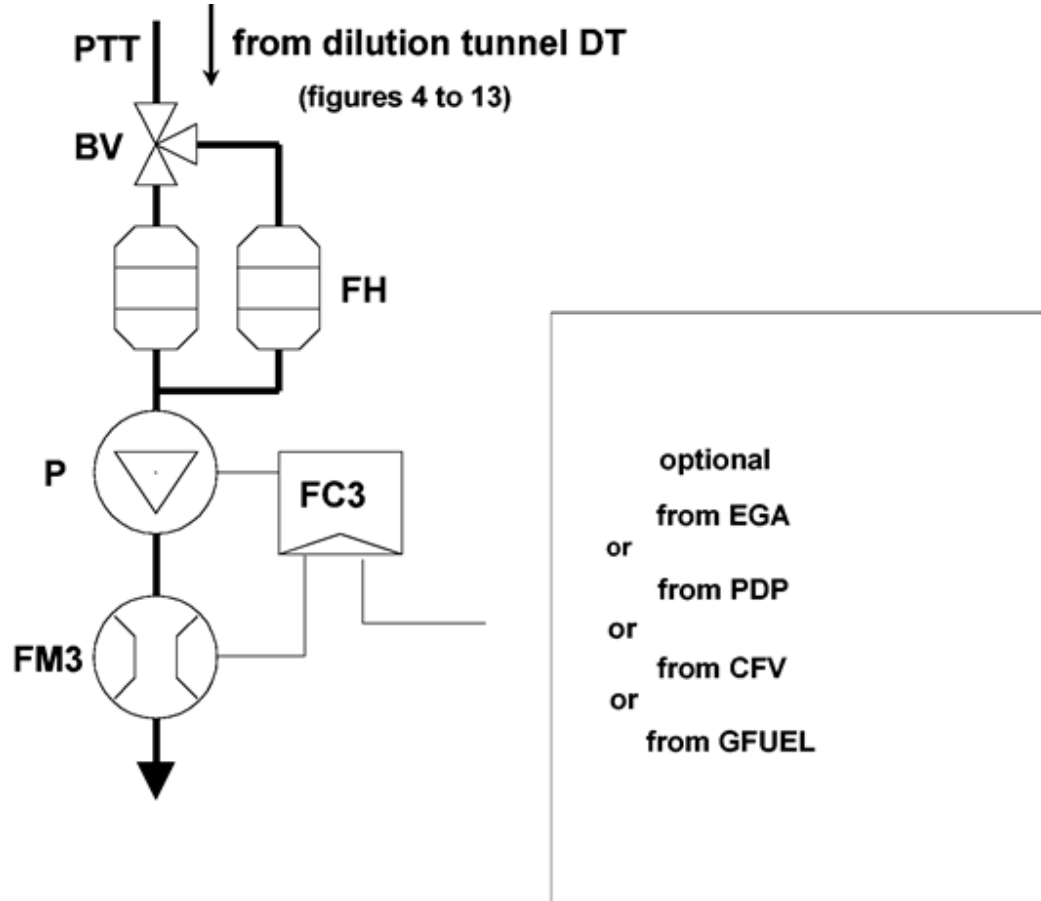 PTT
from dilution tunnel DT
(figures 4 to 13)
BV
FH
P
FC3
FM3
optional
from EGA
or
from PDP
or
from CFV
or
from GFUEL